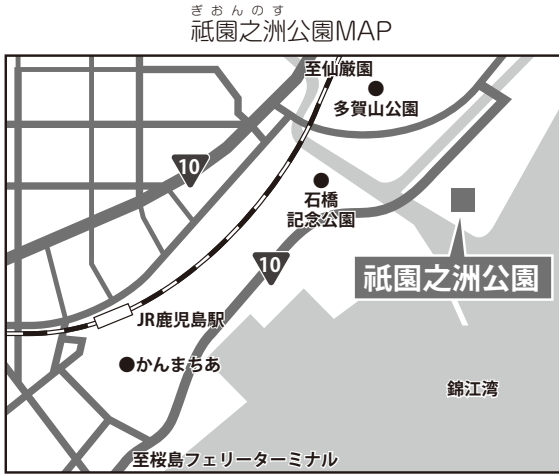 ぎおんのす
祇園之洲公園MAP
至仙厳園
多賀山公園
10
石橋
記念公園
10
祇園之洲公園
JR鹿児島駅
かんまちあ
錦江湾
至桜島フェリーターミナル